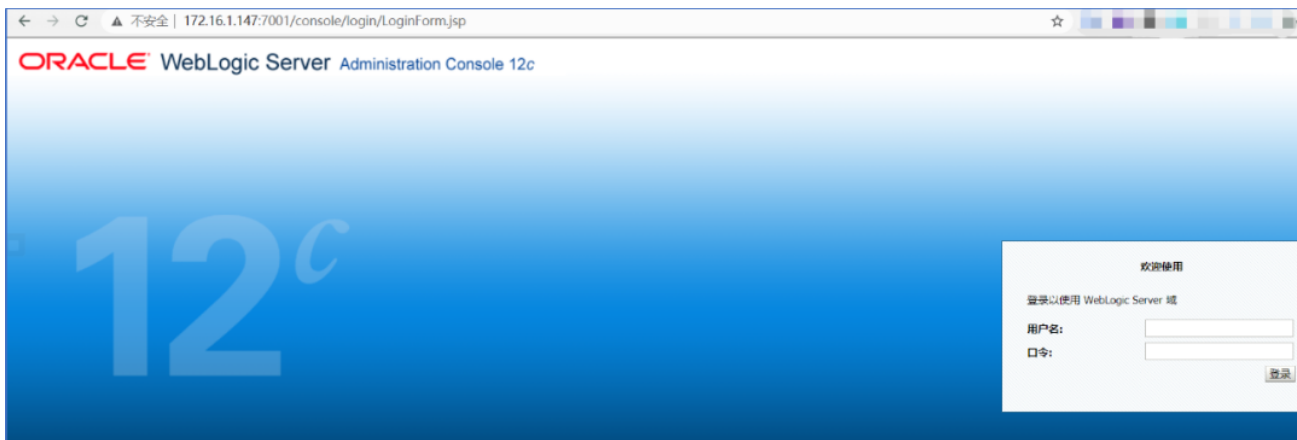 不安全 | 172.16.1.147:7001/console/login/LoginForm.jsp
ORACLE WebLogic Server Administration Console 12c
12c
欢迎使用
登录以使用 WebLogic Server 域
用户名:
口令:
登录